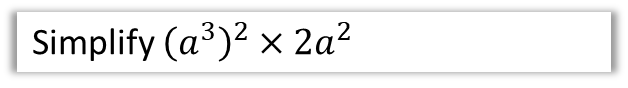 Simplify (a³)² × 2a²